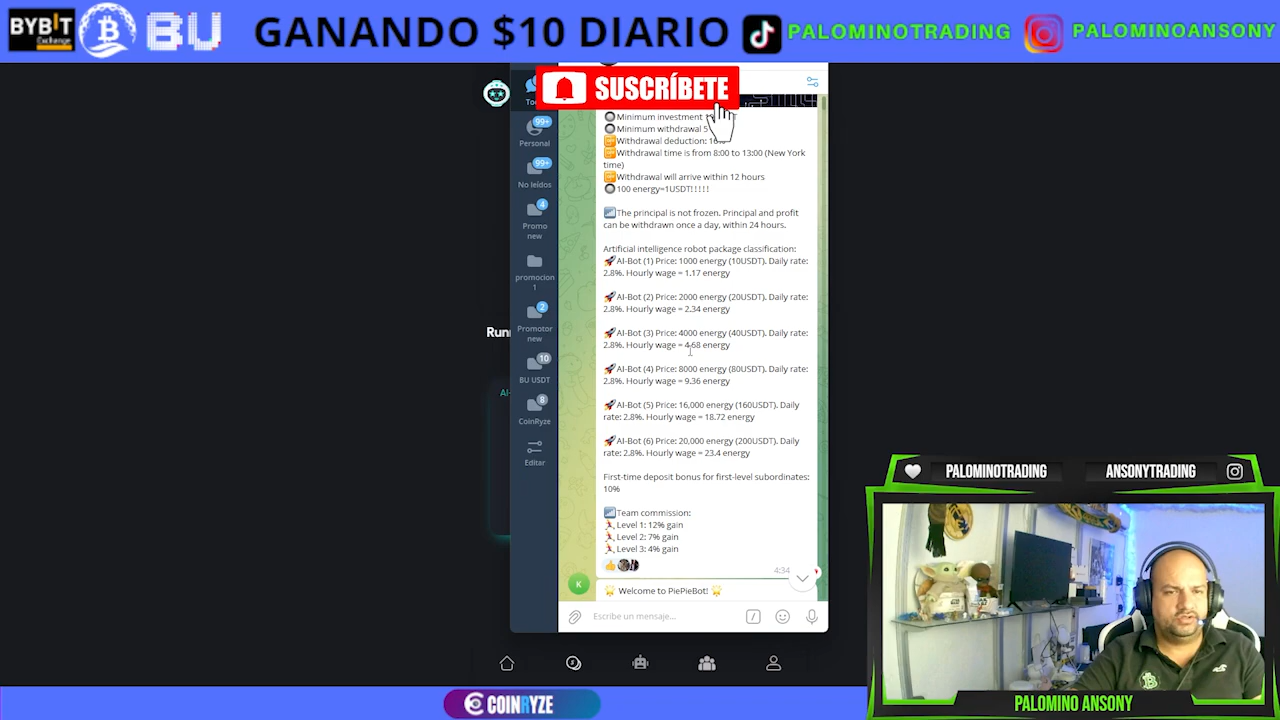 BYBIT
Exchange
BU
GANANDO $10 DIARIO
PALOMINOTRADING
PALOMINOANSONY
SUSCRÍBETE
99+
Personal
99+
No leídos
4
Promo
new
promocion
1
2
Promotor
new
10
BU USDT
8
CoinRyze
Editar
Minimum investment
Minimum withdrawal 5
Withdrawal deduction:
Withdrawal time is from 8:00 to 13:00 (New York
time)
Withdrawal will arrive within 12 hours
100 energy=1USDT!!!!!
The principal is not frozen. Principal and profit
can be withdrawn once a day, within 24 hours.
Artificial intelligence robot package classification:
🚀AI-Bot (1) Price: 1000 energy (10USDT). Daily rate:
2.8%. Hourly wage = 1.17 energy
🚀AI-Bot (2) Price: 2000 energy (20USDT). Daily rate:
2.8%. Hourly wage = 2.34 energy
🚀AI-Bot (3) Price: 4000 energy (40USDT). Daily rate:
2.8%. Hourly wage = 4.68 energy
🚀AI-Bot (4) Price: 8000 energy (80USDT). Daily rate:
2.8%. Hourly wage = 9.36 energy
🚀AI-Bot (5) Price: 16,000 energy (160USDT). Daily
rate: 2.8%. Hourly wage = 18.72 energy
🚀AI-Bot (6) Price: 20,000 energy (200USDT). Daily
rate: 2.8%. Hourly wage = 23.4 energy
First-time deposit bonus for first-level subordinates:
10%
Team commission:
Level 1: 12% gain
Level 2: 7% gain
Level 3: 4% gain
4:34
K
🌟 Welcome to PiePieBot! 🌟
Escribe un mensaje...
PALOMINOTRADING
ANSONYTRADING
PALOMINO ANSONY
COINRYZE